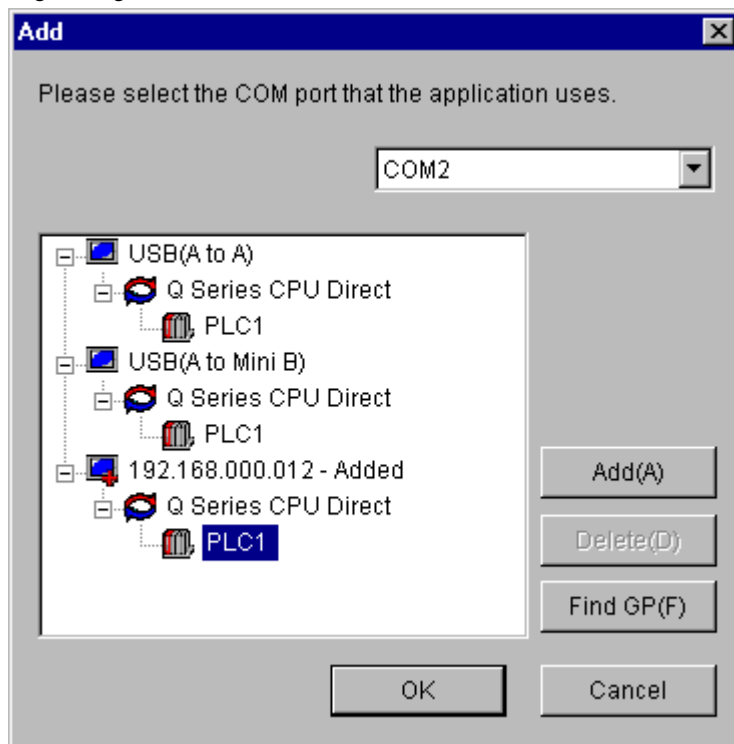 Add
Please select the COM port that the application uses.
COM2
USB(A to A)
Q Series CPU Direct
PLC1
USB(A to Mini B)
Q Series CPU Direct
PLC1
192.168.000.012 - Added
Q Series CPU Direct
PLC1
Add(A)
Delete(D)
Find GP(F)
OK
Cancel